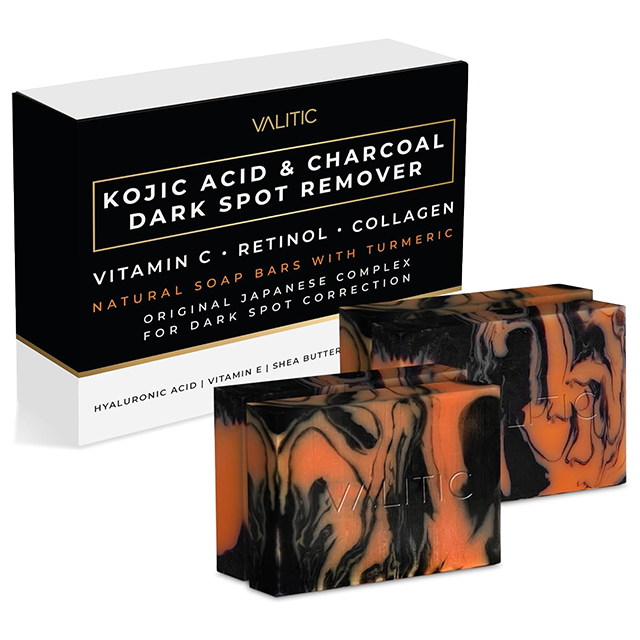 VALITIC
KOJIC ACID & CHARCOAL
DARK SPOT REMOVER
VITAMIN C • RETINOL • COLLAGEN
NATURAL SOAP BARS WITH TURMERIC
ORIGINAL JAPANESE COMPLEX
FOR DARK SPOT CORRECTION
HYALURONIC ACID | VITAMIN E | SHEA BUTTER
VALITIC